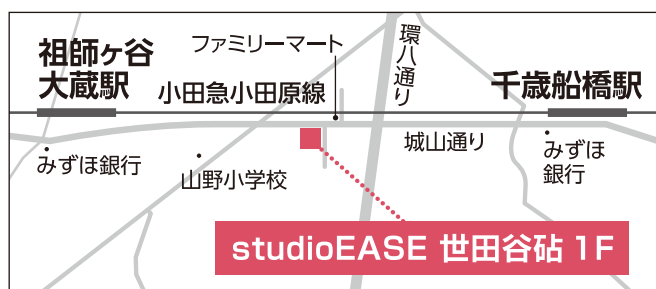 祖師ヶ谷
大蔵駅
ファミリーマート
小田急小田原線
環八通り
千歳船橋駅
城山通り
みずほ銀行
山野小学校
みずほ
銀行
studioEASE 世田谷砧 1F